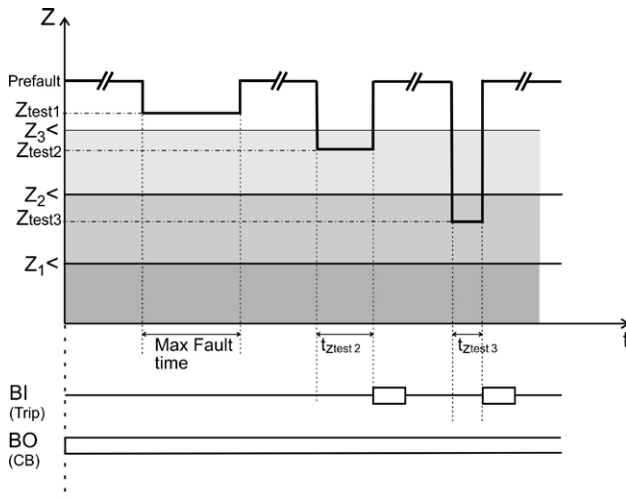 Z
Prefault
Ztest1
Z3<
Ztest2
Z2<
Ztest3
Z1<
t
Max Fault
time
tZtest 2
tZtest 3
BI
(Trip)
BO
(CB)